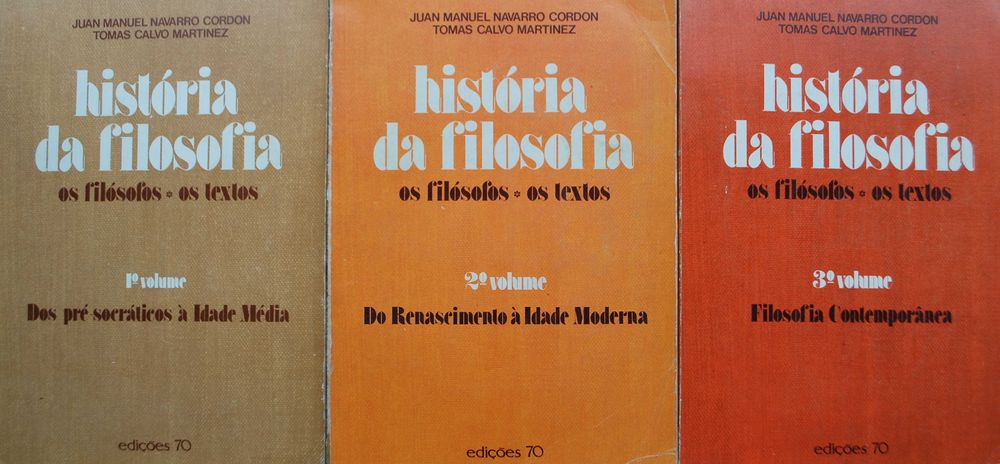 JUAN MANUEL NAVARRO CORDON
TOMAS CALVO MARTINEZ
história
da filosofia
os filósofos * os textos
1º volume
Dos pré-socráticos à Idade Média
edições 70
JUAN MANUEL NAVARRO CORDON
TOMAS CALVO MARTINEZ
história
da filosofia
os filósofos * os textos
2º volume
Do Renascimento à Idade Moderna
edições 70
JUAN MANUEL NAVARRO CORDON
TOMAS CALVO MARTINEZ
história
da filosofia
os filósofos * os textos
3º volume
Filosofia Contemporânea
edições 70